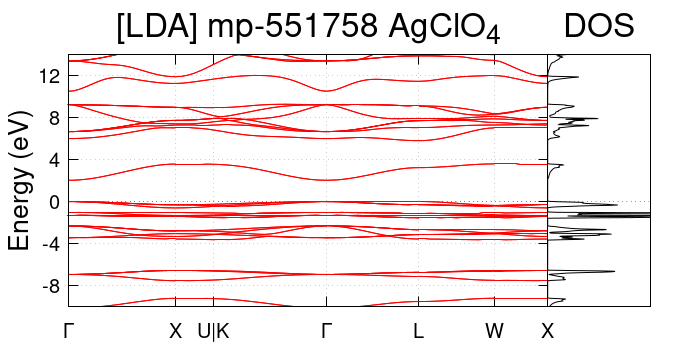 [LDA] mp-551758 AgClO4 DOS
Energy (eV)
12
8
4
0
-4
-8
Γ X U|K Γ L W X